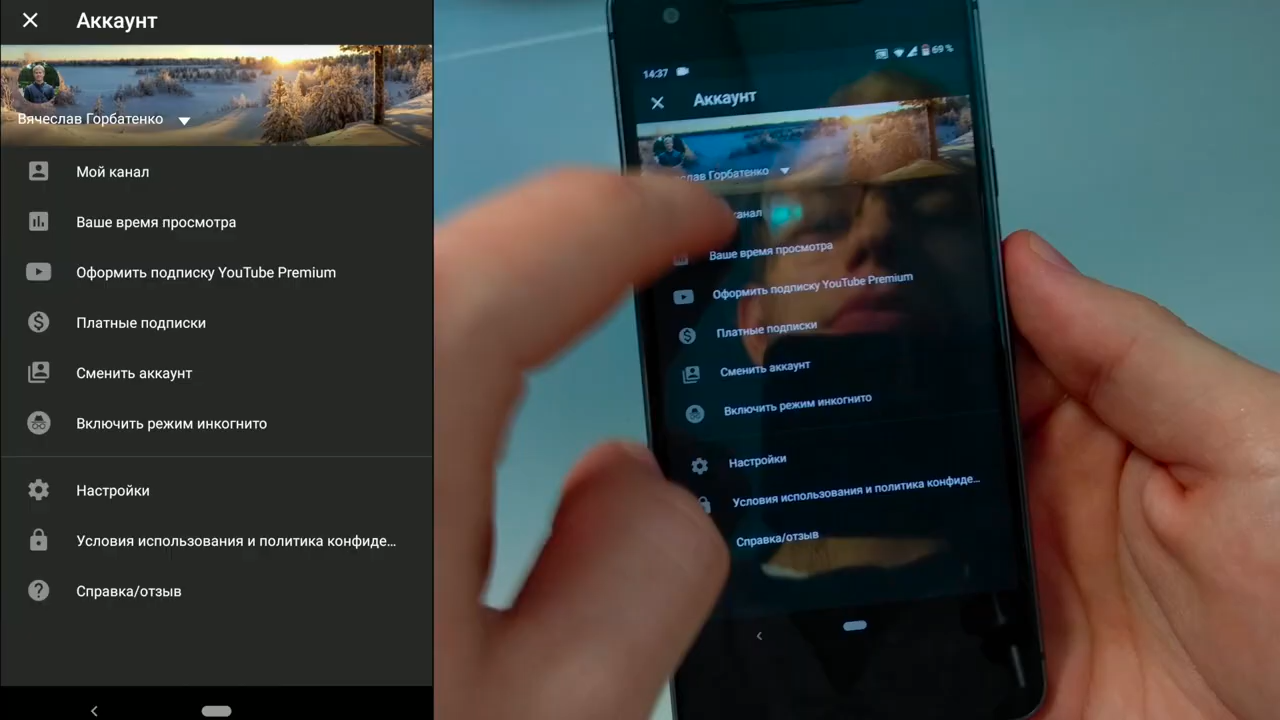 Аккаунт
Вячеслав Горбатенко
Мой канал
Ваше время просмотра
Оформить подписку YouTube Premium
Платные подписки
Сменить аккаунт
Включить режим инкогнито
Настройки
Условия использования и политика конфиде...
Справка/отзыв
14:37
69 %
Аккаунт
слав Горбатенко
канал
Ваше время просмотра
Оформить подписку YouTube Premium
Платные подписки
Сменить аккаунт
Включить режим инкогнито
Настройки
Условия использования и политика конфиде...
Справка/отзыв